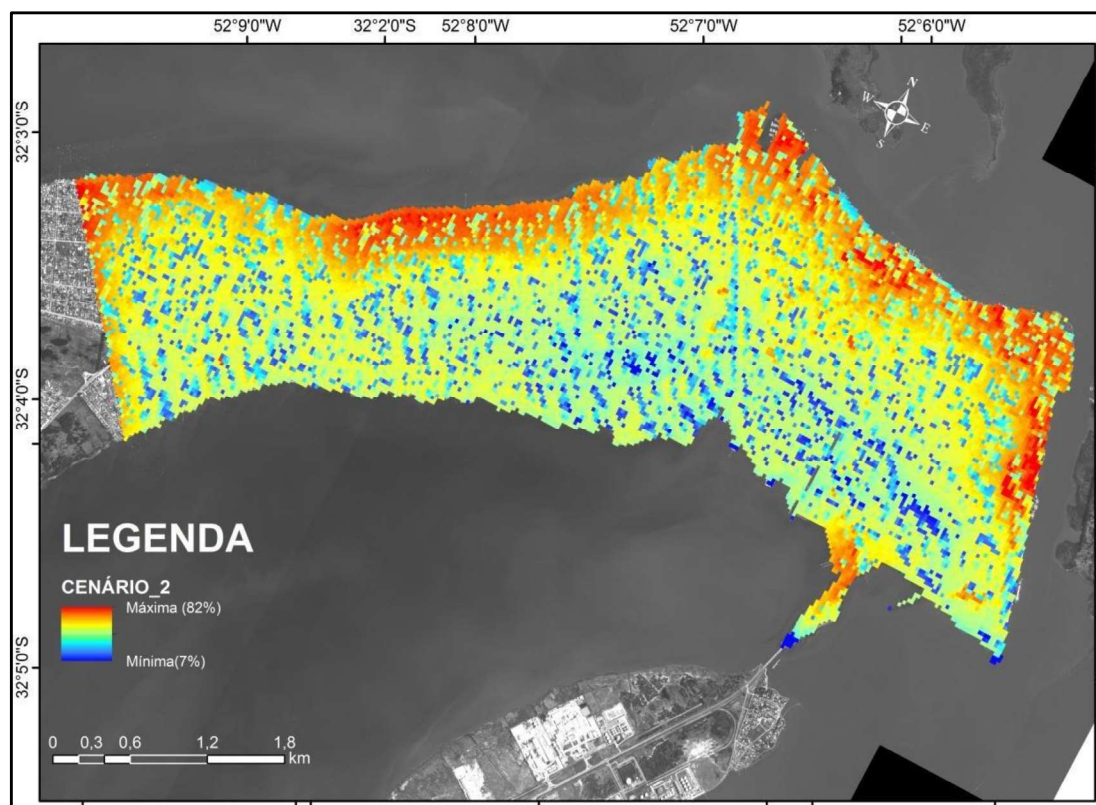 52°9'0"W 32°2'0"S 52°8'0"W 52°7'0"W 52°6'0"W
N
W E
S
32°3'0"S
32°4'0"S
LEGENDA
CENÁRIO_2
Máxima (82%)
Mínima(7%)
32°5'0"S
0 0,3 0,6 1,2 1,8
km